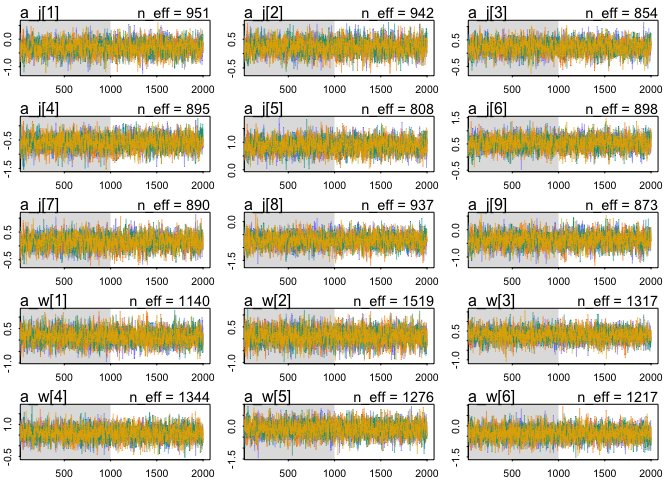 a_j[1] n_eff = 951 a_j[2] n_eff = 942 a_j[3] n_eff = 854
0.0 -0.5 0.5 -0.5 0.5
-1.0
500 1000 1500 2000 500 1000 1500 2000 500 1000 1500 2000
a_j[4] n_eff = 895 a_j[5] n_eff = 808 a_j[6] n_eff = 898
-1.5 -0.5 0.0 1.0 -0.5 0.5 1.5
500 1000 1500 2000 500 1000 1500 2000 500 1000 1500 2000
a_j[7] n_eff = 890 a_j[8] n_eff = 937 a_j[9] n_eff = 873
-0.5 0.5 -1.5 0.0 -1.0 0.0
500 1000 1500 2000 500 1000 1500 2000 500 1000 1500 2000
a_w[1] n_eff = 1140 a_w[2] n_eff = 1519 a_w[3] n_eff = 1317
-1.0 0.5 -1.0 0.5 -1.0 0.5
500 1000 1500 2000 500 1000 1500 2000 500 1000 1500 2000
a_w[4] n_eff = 1344 a_w[5] n_eff = 1276 a_w[6] n_eff = 1217
-0.5 1.0 -1.5 0.0 -1.5 0.0
500 1000 1500 2000 500 1000 1500 2000 500 1000 1500 2000